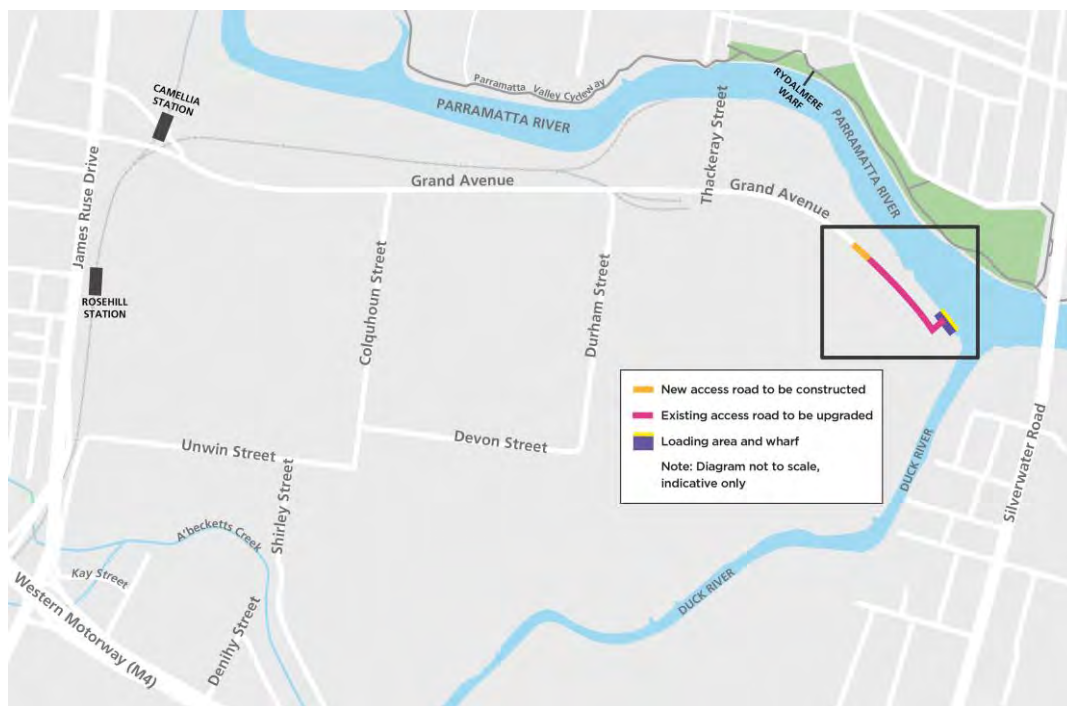 CAMELLIA
STATION
Parramatta Valley Cycleway
PARRAMATTA RIVER
RYDALMERE
WARF
PARRAMATTA RIVER
Thackeray Street
Grand Avenue
Grand Avenue
James Ruse Drive
ROSEHILL
STATION
Colquhoun Street
Durham Street
New access road to be constructed
Existing access road to be upgraded
Loading area and wharf
Note: Diagram not to scale,
indicative only
Unwin Street
Devon Street
Shirley Street
A'becketts Creek
Kay Street
Western Motorway (M4)
Denihy Street
DUCK RIVER
DUCK RIVER
Silverwater Road